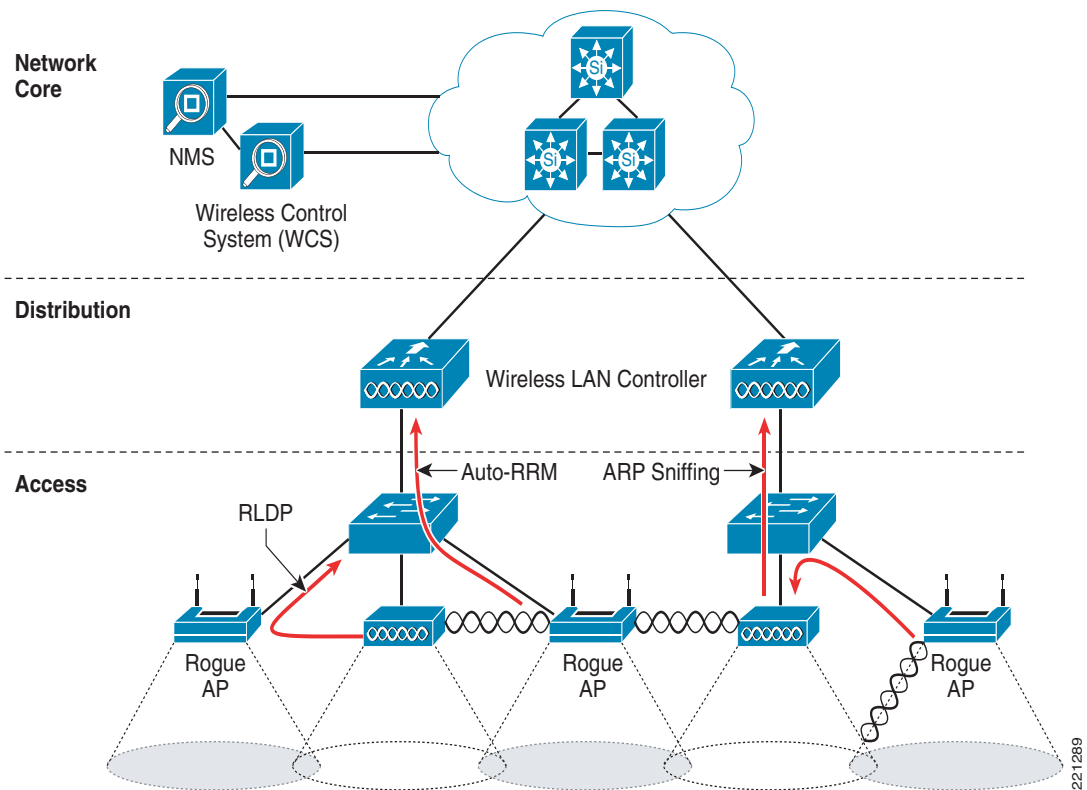 Network
Core
Si
Si
Si
NMS
Wireless Control
System (WCS)
Distribution
Wireless LAN Controller
Auto-RRM
ARP Sniffing
Access
RLDP
Rogue
AP
Rogue
AP
Rogue
AP
221289